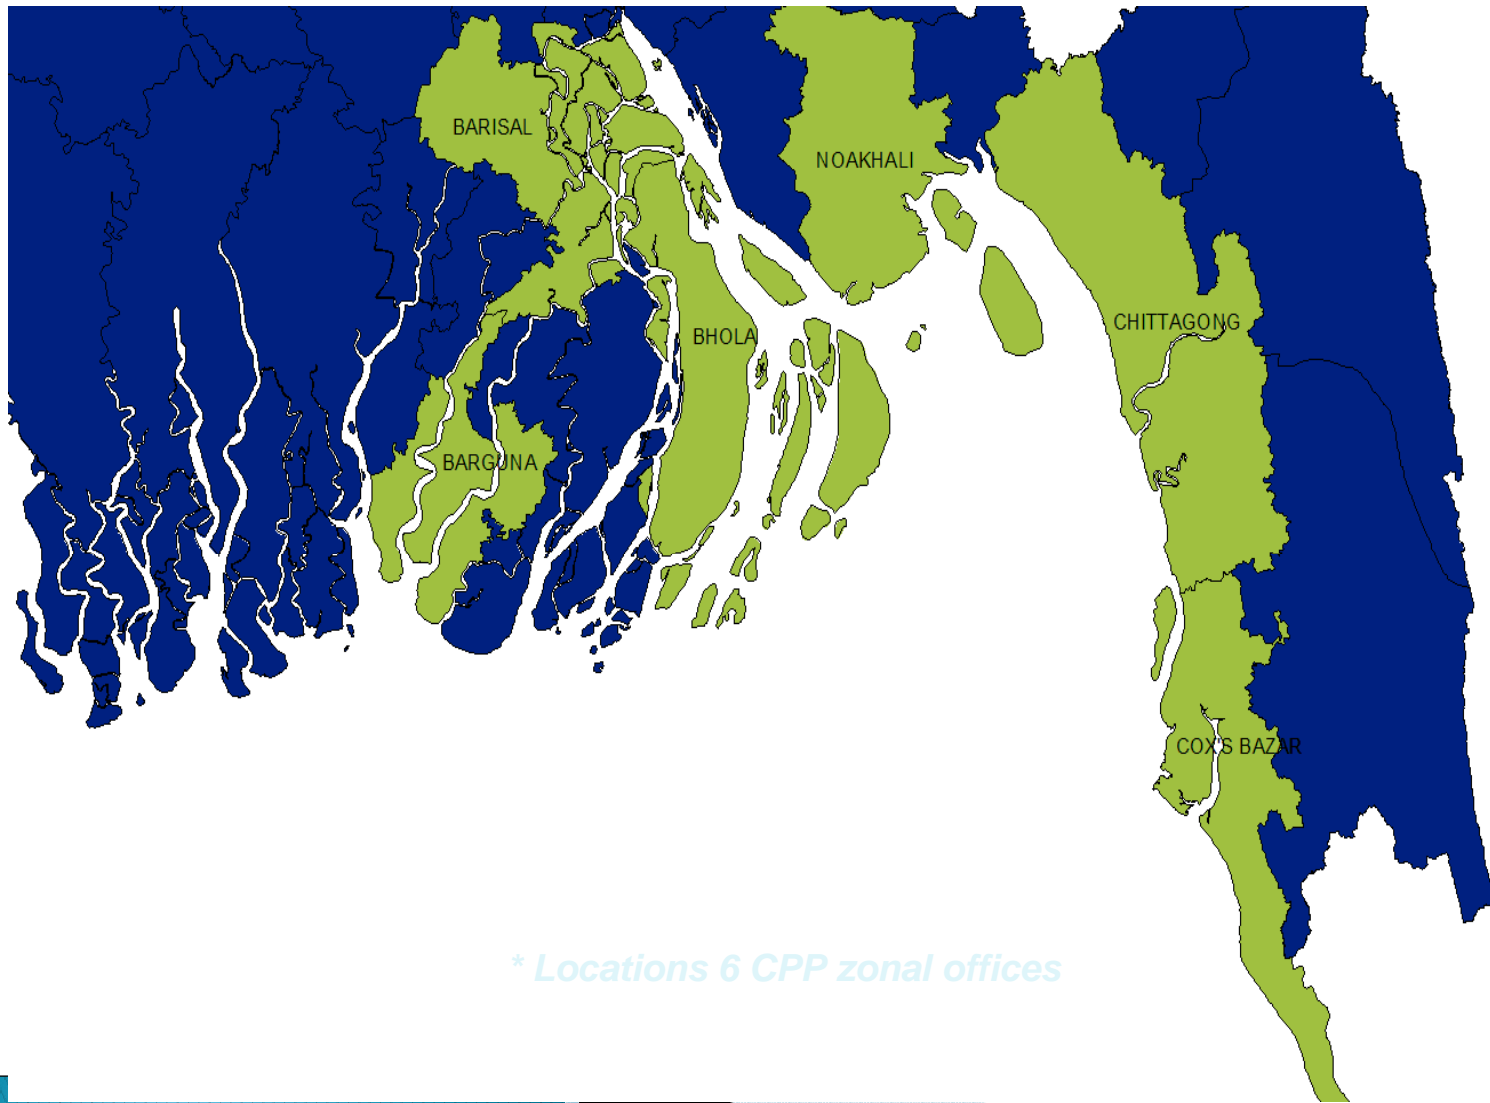 BARISAL
NOAKHALI
CHITTAGONG
BHOLA
BARGUNA
COX'S BAZAR
* Locations 6 CPP zonal offices